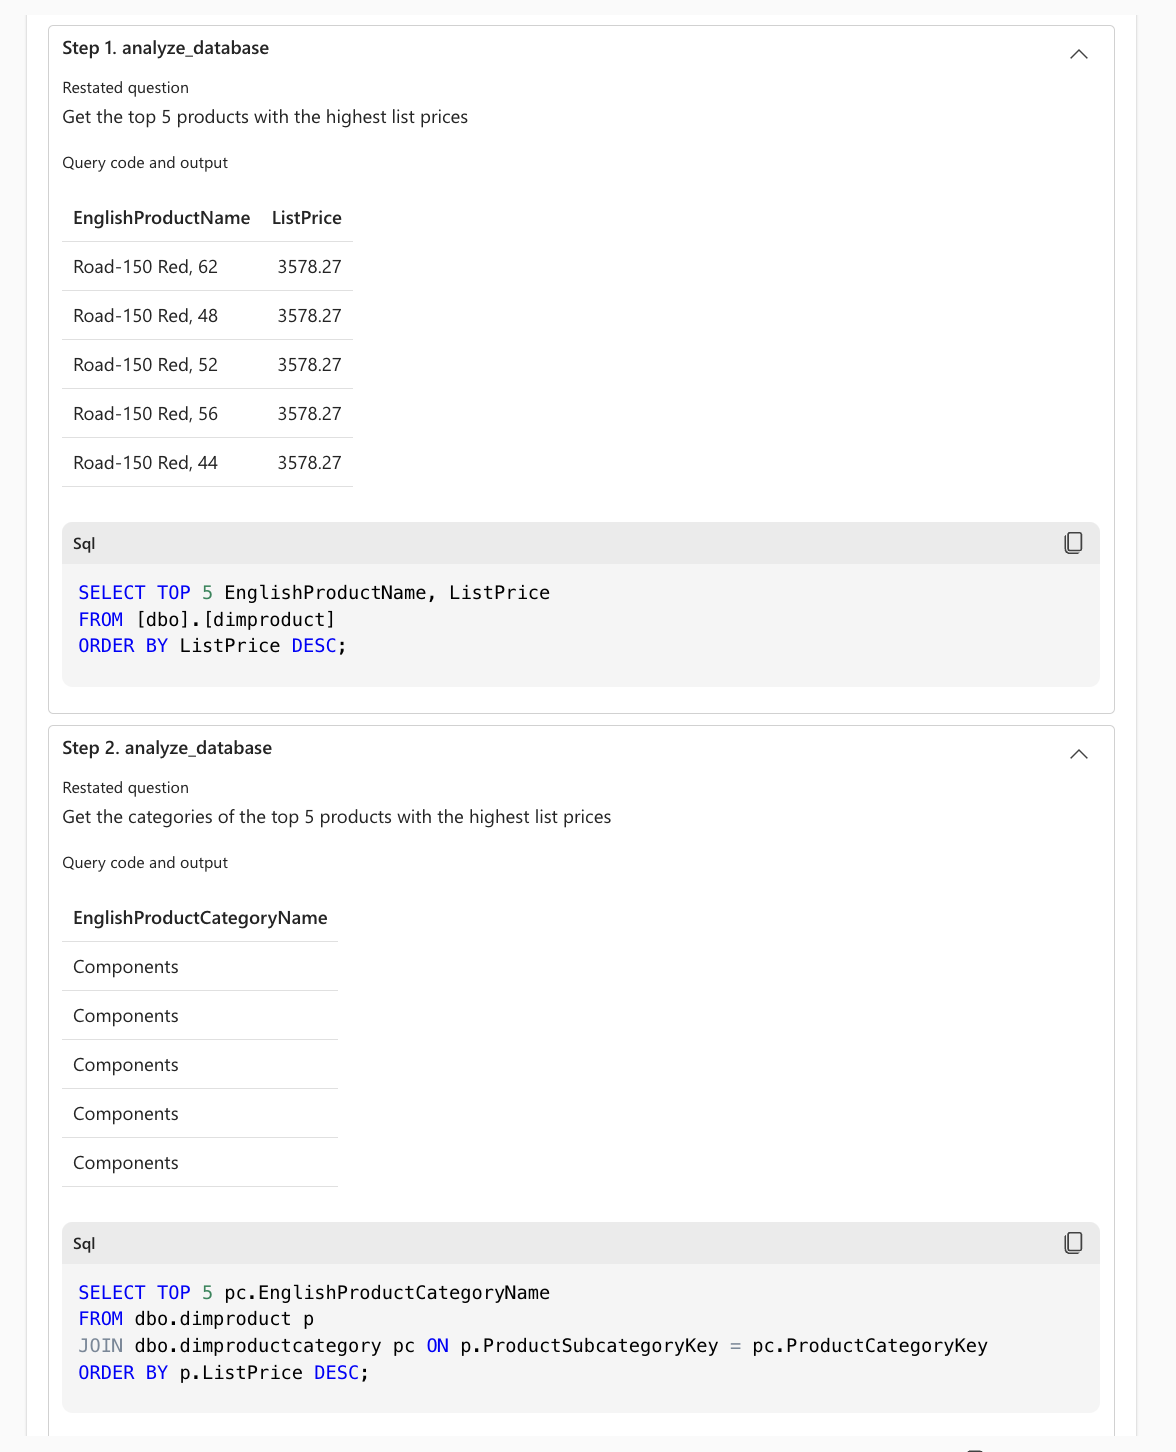 Step 1. analyze_database
Restated question
Get the top 5 products with the highest list prices
Query code and output
EnglishProductName ListPrice
Road-150 Red, 62 3578.27
Road-150 Red, 48 3578.27
Road-150 Red, 52 3578.27
Road-150 Red, 56 3578.27
Road-150 Red, 44 3578.27
Sql
SELECT TOP 5 EnglishProductName, ListPrice
FROM [dbo].[dimproduct]
ORDER BY ListPrice DESC;
Step 2. analyze_database
Restated question
Get the categories of the top 5 products with the highest list prices
Query code and output
EnglishProductCategoryName
Components
Components
Components
Components
Components
Sql
SELECT TOP 5 pc.EnglishProductCategoryName
FROM dbo.dimproduct p
JOIN dbo.dimproductcategory pc ON p.ProductSubcategoryKey = pc.ProductCategoryKey
ORDER BY p.ListPrice DESC;